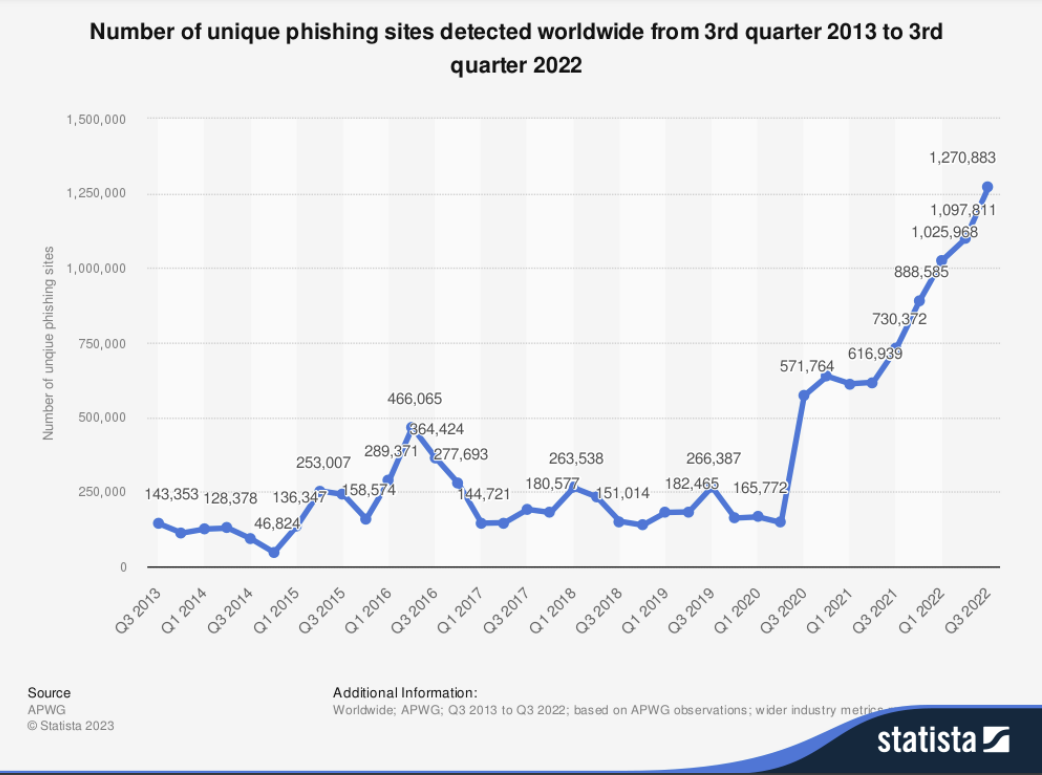 Number of unique phishing sites detected worldwide from 3rd quarter 2013 to 3rd
quarter 2022
Number of unqiue phishing sites
1,500,000
1,250,000
1,000,000
750,000
500,000
250,000
0
143,353
128,378
46,824
136,347
253,007
158,574
289,371
466,065
364,424
277,693
144,721
180,577
263,538
151,014
182,465
266,387
165,772
571,764
616,939
730,372
888,585
1,025,968
1,097,811
1,270,883
Q3 2013
Q1 2014
Q3 2014
Q1 2015
Q3 2015
Q1 2016
Q3 2016
Q1 2017
Q3 2017
Q1 2018
Q3 2018
Q1 2019
Q3 2019
Q1 2020
Q3 2020
Q1 2021
Q3 2021
Q1 2022
Q3 2022
Source
APWG
© Statista 2023
Additional Information:
Worldwide; APWG; Q3 2013 to Q3 2022; based on APWG observations; wider industry metrics
statista